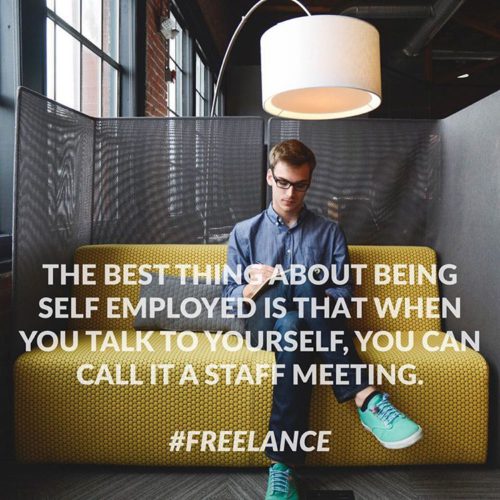 THE BEST THING ABOUT BEING
SELF EMPLOYED IS THAT WHEN
YOU TALK TO YOURSELF, YOU CAN
CALL IT A STAFF MEETING.
#FREELANCE